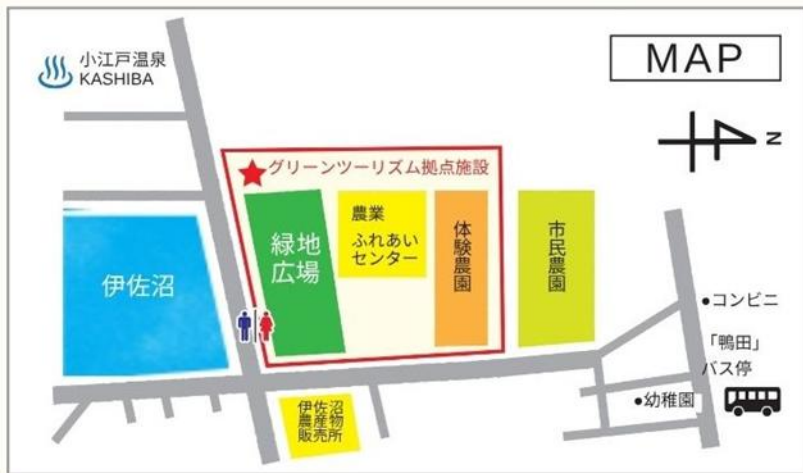 小江戸温泉
KASHIBA
MAP
N
★グリーンツーリズム拠点施設
緑地
広場
農業
ふれあい
センター
体験農園
市民農園
伊佐沼
伊佐沼
農産物
販売所
●コンビニ
「鴨田」
バス停
●幼稚園